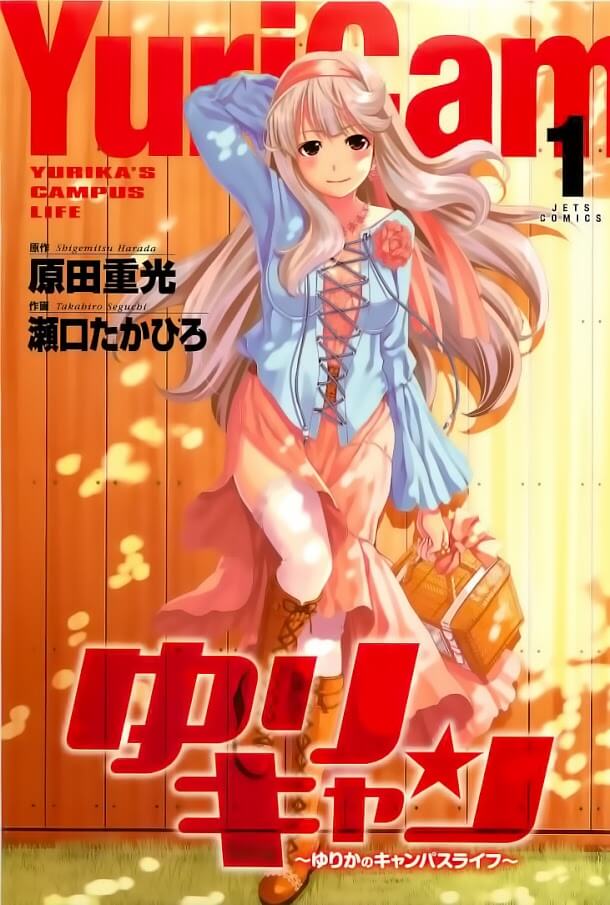 YuriCam
1
JETS
COMICS
YURIKA'S
CAMPUS
LIFE
原作 Shigemitsu Harada
原田重光
作画 Takahiro Seguchi
瀬口たかひろ
ゆり
キャ★ン
〜ゆりかのキャンパスライフ〜